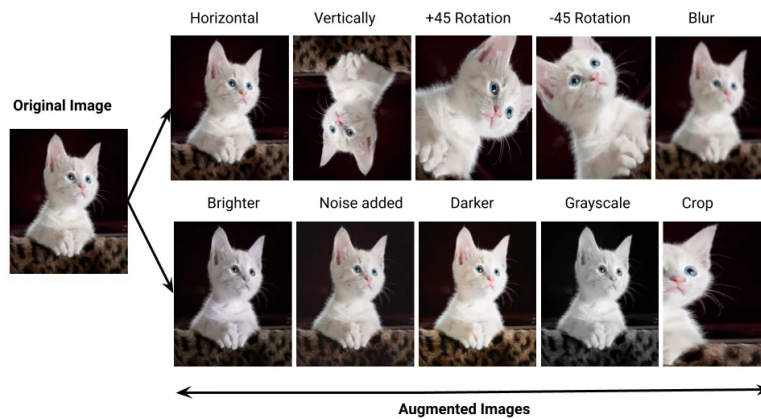 Horizontal Vertically +45 Rotation -45 Rotation Blur
Original Image
Brighter Noise added Darker Grayscale Crop
Augmented Images